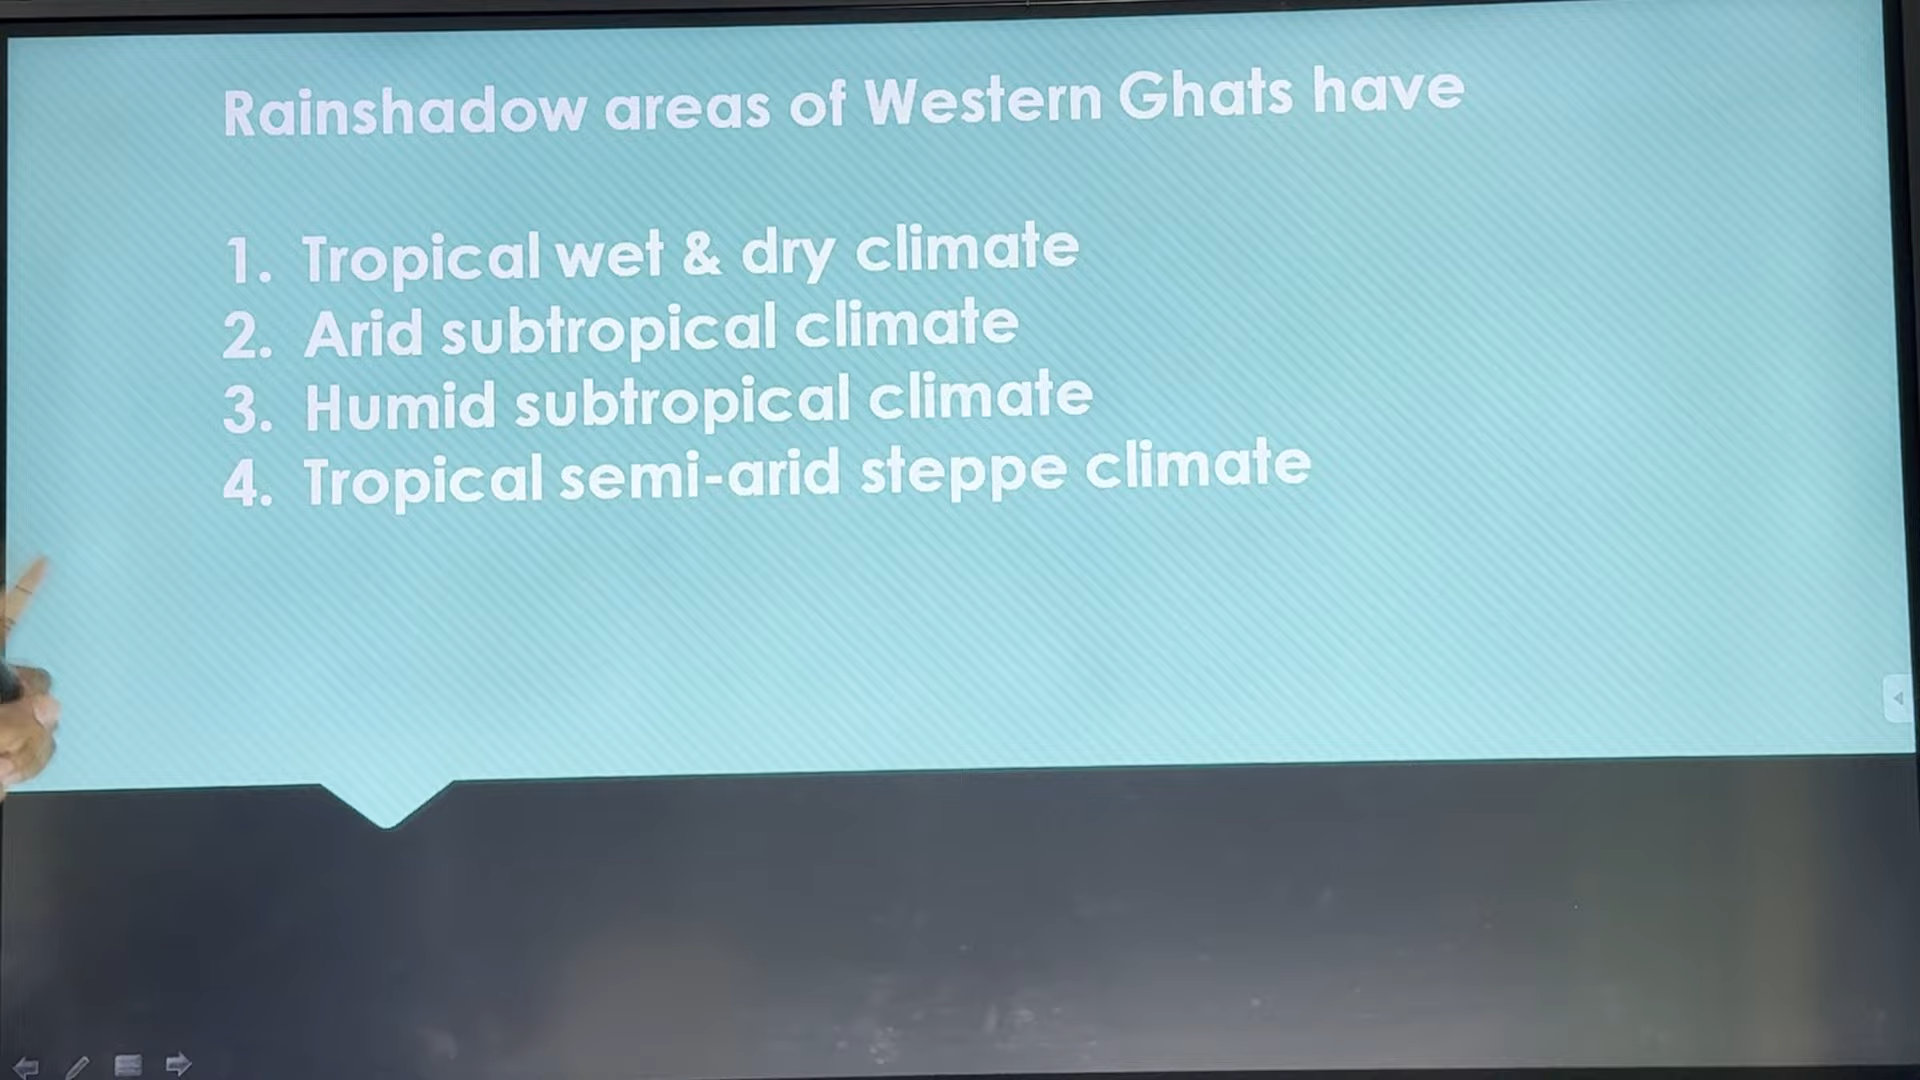 Rainshadow areas of Western Ghats have
1. Tropical wet & dry climate
2. Arid subtropical climate
3. Humid subtropical climate
4. Tropical semi-arid steppe climate